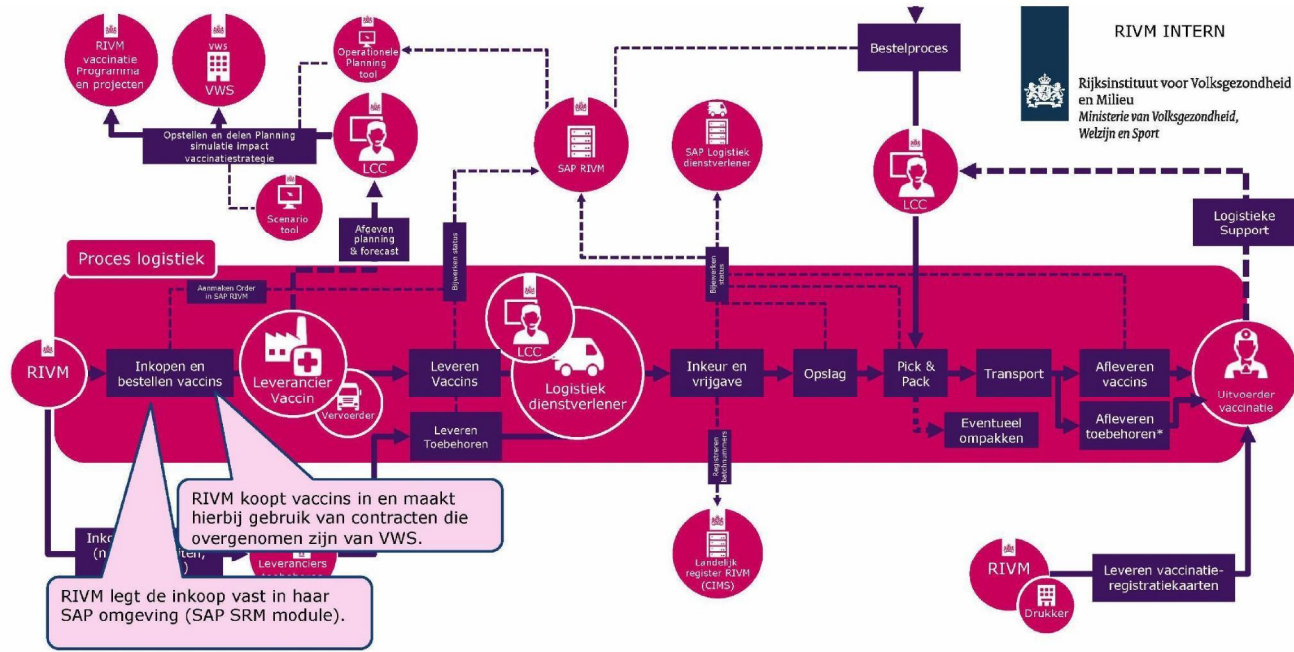 RIVM
vaccinatie
Programma
en projecten
vws
VWS
Operationele
Planning
tool
Opstellen en delen Planning
simulatie impact
vaccinatiestrategie
LCC
Scenario
tool
Afgeven
planning
& forecast
SAP RIVM
SAP Logistiek
dienstverlener
Bestelproces
LCC
RIVM INTERN
Rijksinstituut voor Volksgezondheid
en Milieu
Ministerie van Volksgezondheid,
Welzijn en Sport
Logistieke
Support
Proces logistiek
Aanmaken Order
in SAP RIVM
Bijwerken status
Bijewerken
status
RIVM
Inkopen en
bestellen vaccins
Leverancier
Vaccin
Vervoerder
Leveren
Vaccins
Leveren
Toebehoren
LCC
Logistiek
dienstverlener
Inkeur en
vrijgave
Opslag
Pick &
Pack
Transport
Afleveren
vaccins
Eventueel
ompakken
Afleveren
toebehoren*
Uitvoerder
vaccinatie
Registreren
batchnummers
RIVM koopt vaccins in en maakt
hierbij gebruik van contracten die
overgenomen zijn van VWS.
Leveranciers
RIVM legt de inkoop vast in haar
SAP omgeving (SAP SRM module).
Landelijk
register RIVM
(CIMS)
RIVM
Drukker
Leveren vaccinatie-
registratiekaarten